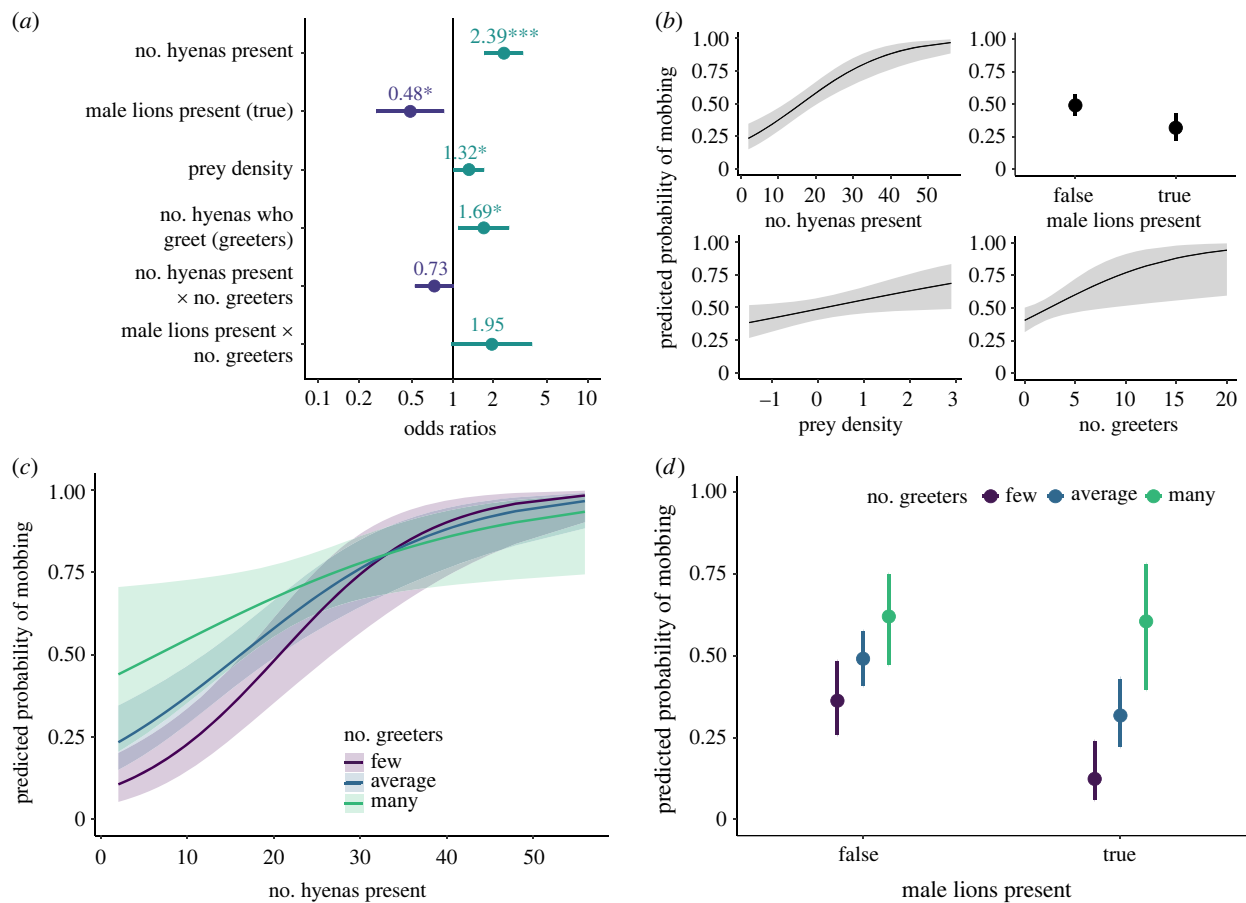 (a)
no. hyenas present
2.39***
male lions present (true)
0.48*
prey density
1.32*
no. hyenas who
greet (greeters)
1.69*
no. hyenas present
× no. greeters
0.73
male lions present ×
no. greeters
1.95
0.1 0.2 0.5 1 2 5 10
odds ratios
(b)
predicted probability of mobbing
1.00
0.75
0.50
0.25
0
0 10 20 30 40 50
no. hyenas present
1.00
0.75
0.50
0.25
0
false true
male lions present
1.00
0.75
0.50
0.25
0
–1 0 1 2 3
prey density
1.00
0.75
0.50
0.25
0
0 5 10 15 20
no. greeters
(c)
predicted probability of mobbing
1.00
0.75
0.50
0.25
0
no. greeters
few
average
many
0 10 20 30 40 50
no. hyenas present
(d)
predicted probability of mobbing
1.00
0.75
0.50
0.25
0
no. greeters few average many
false true
male lions present